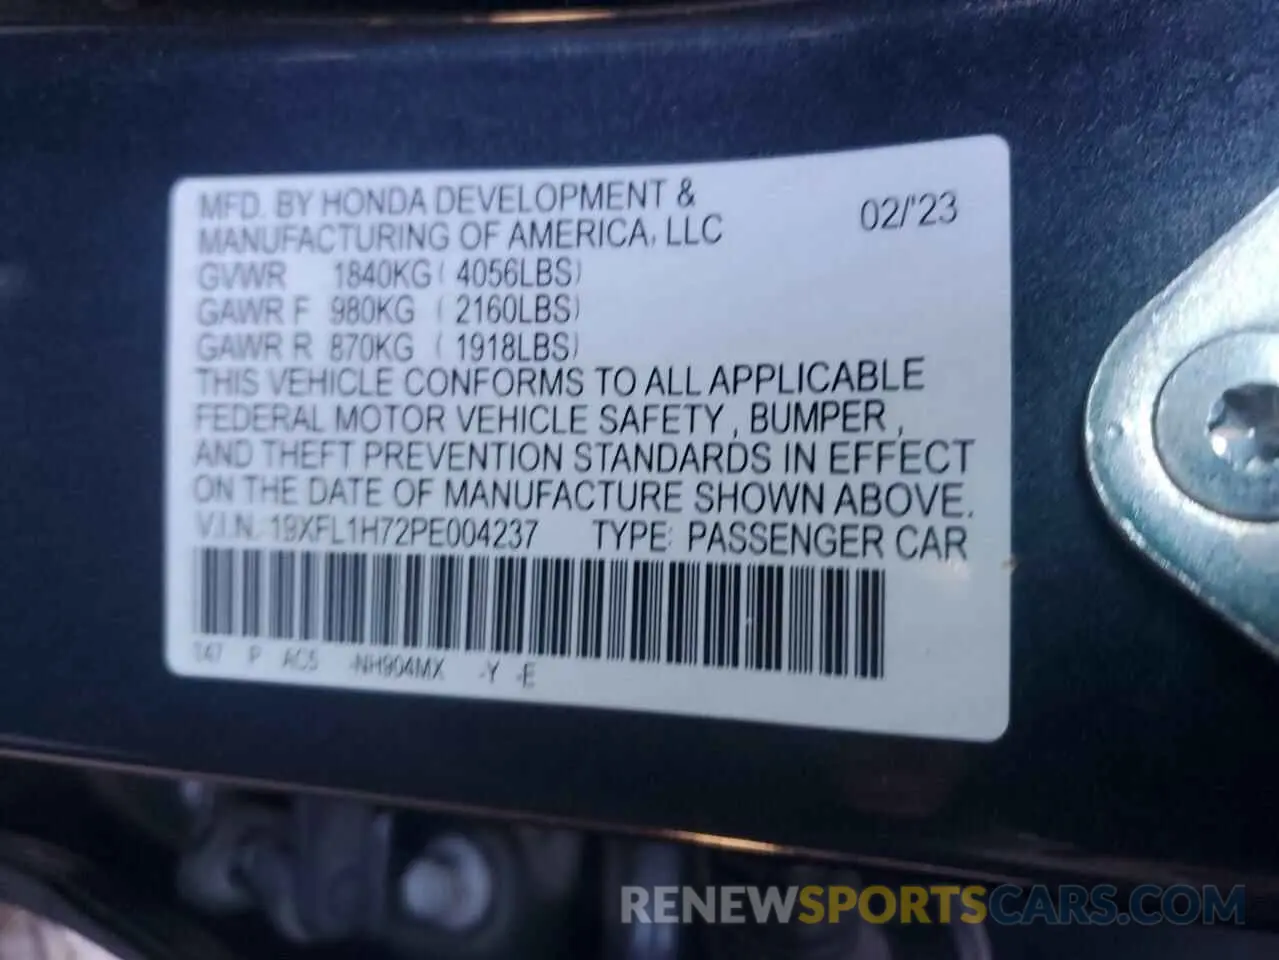 MFD. BY HONDA DEVELOPMENT &
MANUFACTURING OF AMERICA, LLC
02/'23
GVWR 1840KG ( 4056LBS)
GAWR F 980KG ( 2160LBS)
GAWR R 870KG ( 1918LBS)
THIS VEHICLE CONFORMS TO ALL APPLICABLE
FEDERAL MOTOR VEHICLE SAFETY , BUMPER ,
AND THEFT PREVENTION STANDARDS IN EFFECT
ON THE DATE OF MANUFACTURE SHOWN ABOVE.
V.I.N.: 19XFL1H72PE004237 TYPE: PASSENGER CAR
P AC5 -NH904MX -Y -E
RENEWSPORTSCARS.COM